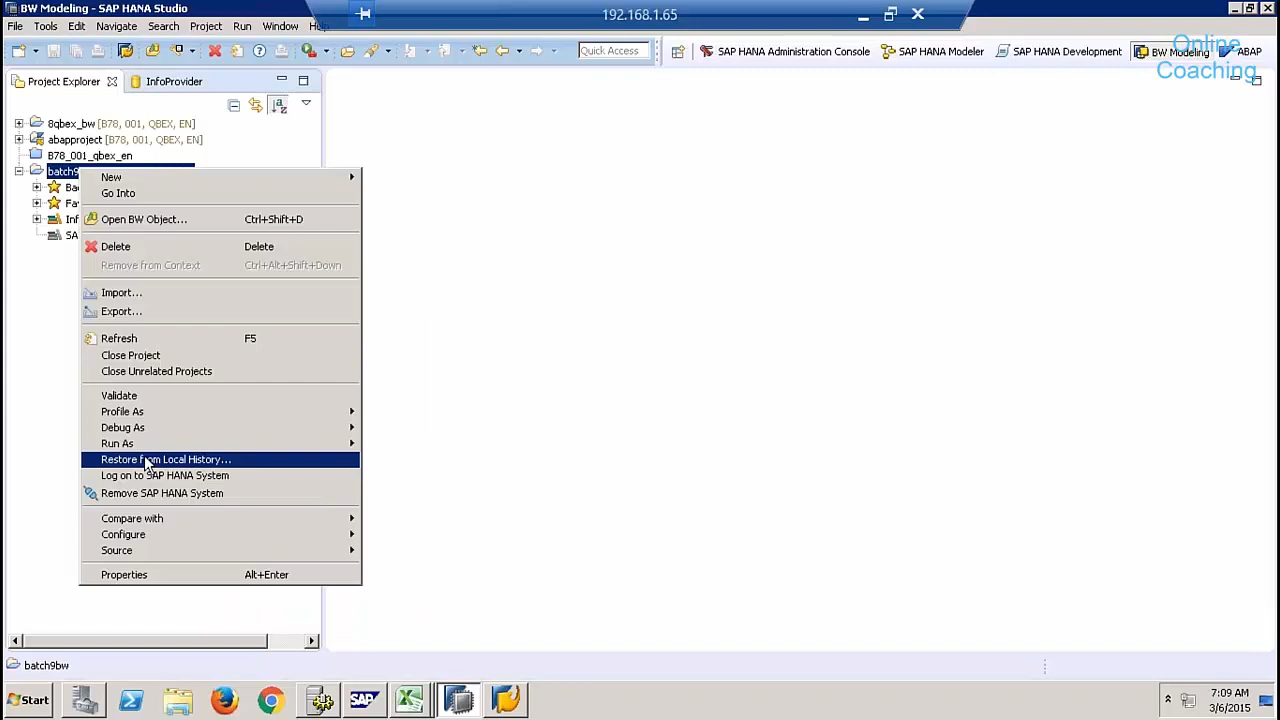 BW Modeling - SAP HANA Studio
192.168.1.65
File Edit Navigate Search Project Run Window
Quick Access
SAP HANA Administration Console
SAP HANA Modeler
SAP HANA Development
BW Modeling
ABAP
Online
Coaching
Project Explorer
InfoProvider
8qbex_bw [B78, 001, QBEX, EN]
abapproject [B78, 001, QBEX, EN]
B78_001_qbex_en
New
Go Into
Open BW Object... Ctrl+Shift+D
Delete Delete
Remove from Context Ctrl+Alt+Shift+Down
Import...
Export...
Refresh F5
Close Project
Close Unrelated Projects
Validate
Profile As
Debug As
Run As
Restore from Local History...
Log on to SAP HANA System
Remove SAP HANA System
Compare with
Configure
Source
Properties Alt+Enter
batch9bw
Start
SAP
7:09 AM
3/6/2015